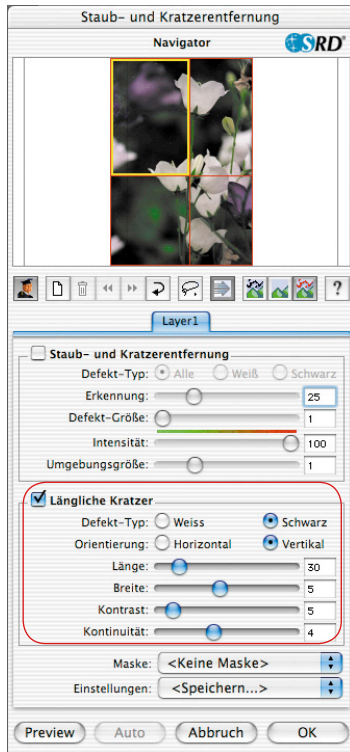 Staub- und Kratzerentfernung
Navigator SRD®
?
Layer1
Staub- und Kratzerentfernung
Defekt-Typ: Alle Weiß Schwarz
Erkennung: 25
Defekt-Größe: 1
Intensität: 100
Umgebungsgröße: 1
Längliche Kratzer
Defekt-Typ: Weiss Schwarz
Orientierung: Horizontal Vertikal
Länge: 30
Breite: 5
Kontrast: 5
Kontinuität: 4
Maske: <Keine Maske>
Einstellungen: <Speichern...>
Preview Auto Abbruch OK